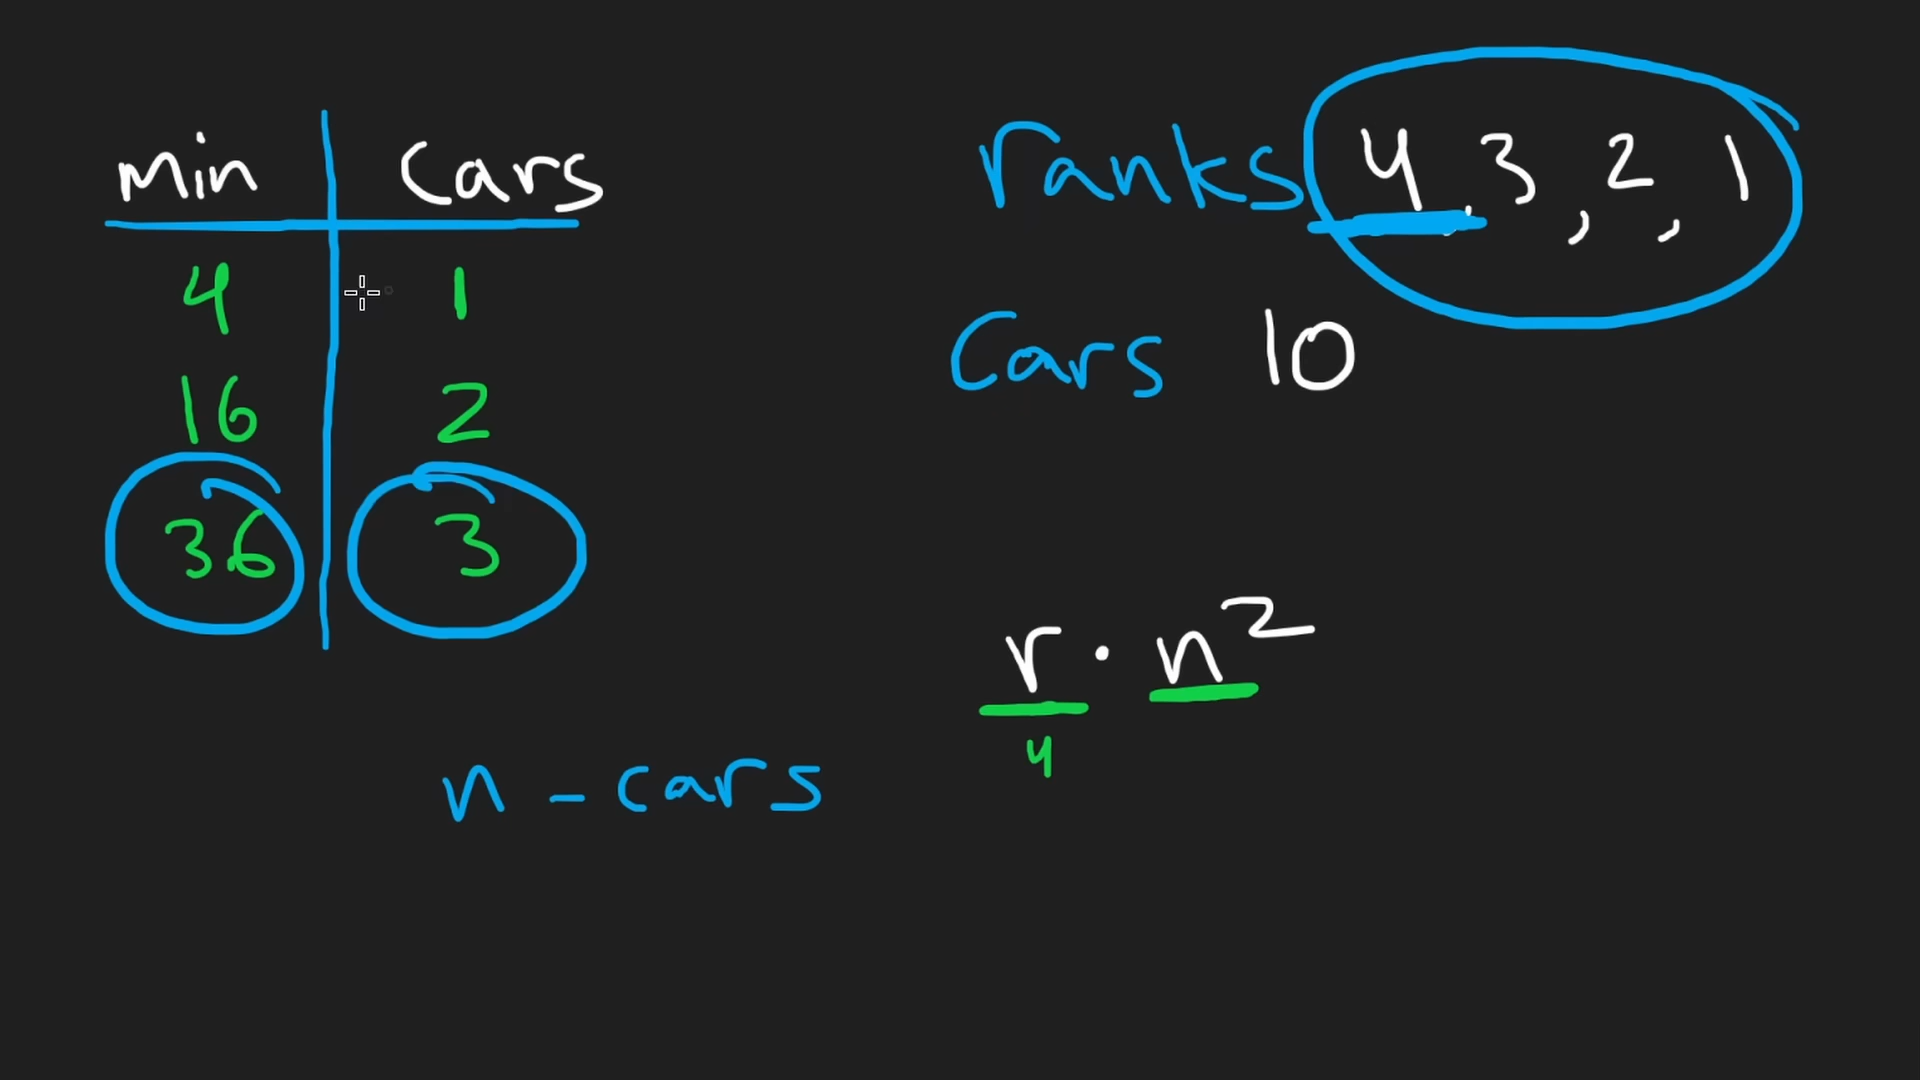 Min Cars
4 1
16 2
36 3
ranks 4, 3, 2, 1
Cars 10
r · n²
4
n - cars